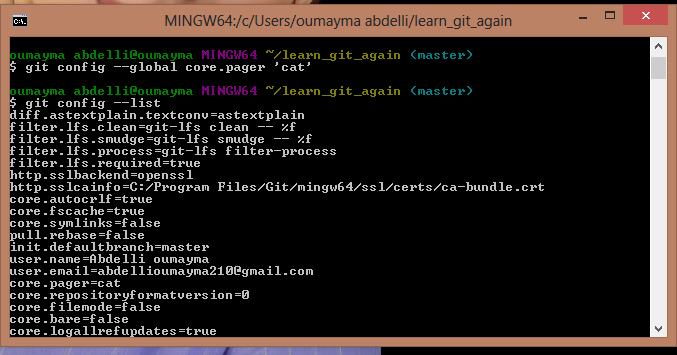 MINGW64:/c/Users/oumayma abdelli/learn_git_again
oumayma abdelli@oumayma MINGW64 ~/learn_git_again (master)
$ git config --global core.pager 'cat'
oumayma abdelli@oumayma MINGW64 ~/learn_git_again (master)
$ git config --list
diff.astextplain.textconv=astextplain
filter.lfs.clean=git-lfs clean -- %f
filter.lfs.smudge=git-lfs smudge -- %f
filter.lfs.process=git-lfs filter-process
filter.lfs.required=true
http.sslbackend=openssl
http.sslcainfo=C:/Program Files/Git/mingw64/ssl/certs/ca-bundle.crt
core.autocrlf=true
core.fscache=true
core.symlinks=false
pull.rebase=false
init.defaultbranch=master
user.name=Abdelli oumayma
user.email=abdellioumayma210@gmail.com
core.pager=cat
core.repositoryformatversion=0
core.filemode=false
core.bare=false
core.logallrefupdates=true